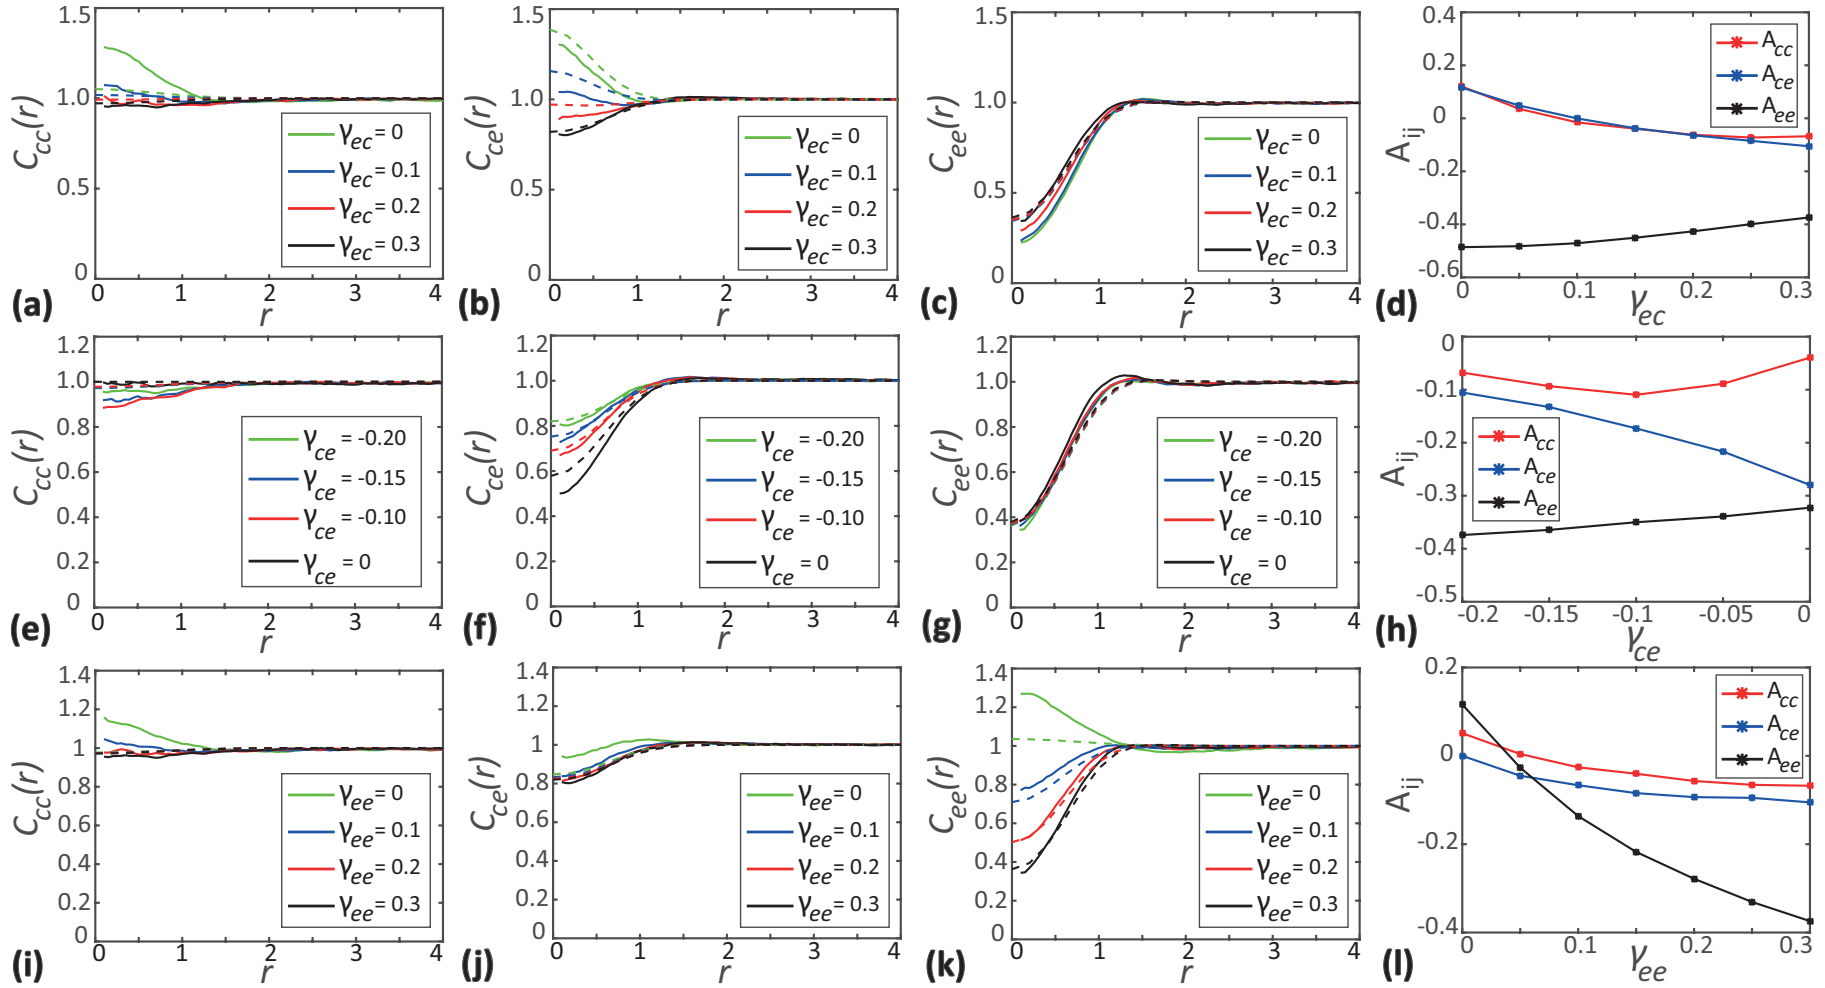 1.5
1.0
0.5
0
C_cc(r)
γ_ec = 0
γ_ec = 0.1
γ_ec = 0.2
γ_ec = 0.3
0 1 2 3 4
(a) r
1.5
1.0
0.5
0
C_ce(r)
γ_ec = 0
γ_ec = 0.1
γ_ec = 0.2
γ_ec = 0.3
0 1 2 3 4
(b) r
1.5
1.0
0.5
0
C_ee(r)
γ_ec = 0
γ_ec = 0.1
γ_ec = 0.2
γ_ec = 0.3
0 1 2 3 4
(c) r
0.4
0.2
0
-0.2
-0.4
-0.6
A_ij
A_cc
A_ce
A_ee
0 0.1 0.2 0.3
(d) γ_ec
1.2
1.0
0.8
0.6
0.4
0.2
0
C_cc(r)
γ_ce = -0.20
γ_ce = -0.15
γ_ce = -0.10
γ_ce = 0
0 1 2 3 4
(e) r
1.2
1.0
0.8
0.6
0.4
0.2
0
C_ce(r)
γ_ce = -0.20
γ_ce = -0.15
γ_ce = -0.10
γ_ce = 0
0 1 2 3 4
(f) r
1.2
1.0
0.8
0.6
0.4
0.2
0
C_ee(r)
γ_ce = -0.20
γ_ce = -0.15
γ_ce = -0.10
γ_ce = 0
0 1 2 3 4
(g) r
0
-0.1
-0.2
-0.3
-0.4
-0.5
A_ij
A_cc
A_ce
A_ee
-0.2 -0.15 -0.1 -0.05 0
(h) γ_ce
1.4
1.2
1
0.8
0.6
0.4
0.2
0
C_cc(r)
γ_ee = 0
γ_ee = 0.1
γ_ee = 0.2
γ_ee = 0.3
0 1 2 3 4
(i) r
1.4
1.2
1
0.8
0.6
0.4
0.2
0
C_ce(r)
γ_ee = 0
γ_ee = 0.1
γ_ee = 0.2
γ_ee = 0.3
0 1 2 3 4
(j) r
1.4
1.2
1.0
0.8
0.6
0.4
0.2
0
C_ee(r)
γ_ee = 0
γ_ee = 0.1
γ_ee = 0.2
γ_ee = 0.3
0 1 2 3 4
(k) r
0.2
0
-0.2
-0.4
A_ij
A_cc
A_ce
A_ee
0 0.1 0.2 0.3
(l) γ_ee